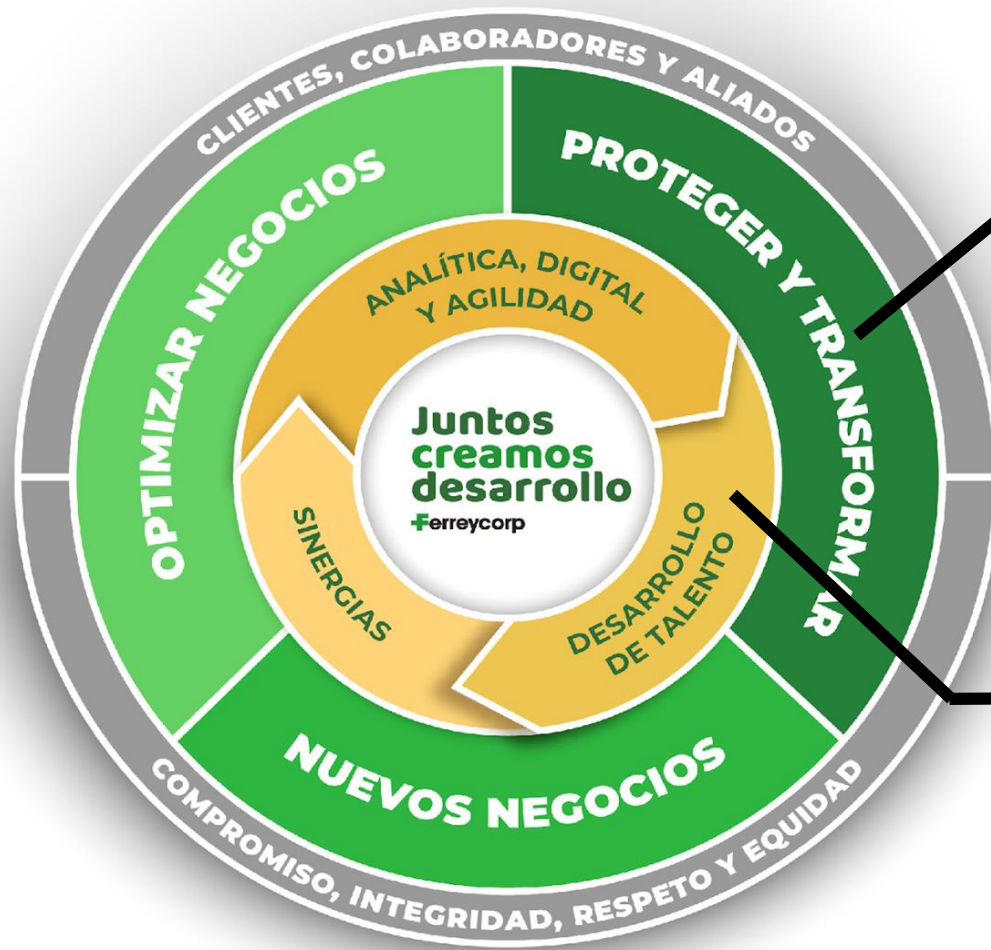 CLIENTES, COLABORADORES Y ALIADOS
PROTEGER Y TRANSFORMAR
OPTIMIZAR NEGOCIOS
ANALÍTICA, DIGITAL
Y AGILIDAD
Juntos
creamos
desarrollo
Ferreycorp
SINERGIAS
DESARROLLO
DE TALENTO
NUEVOS NEGOCIOS
COMPROMISO, INTEGRIDAD, RESPETO Y EQUIDAD